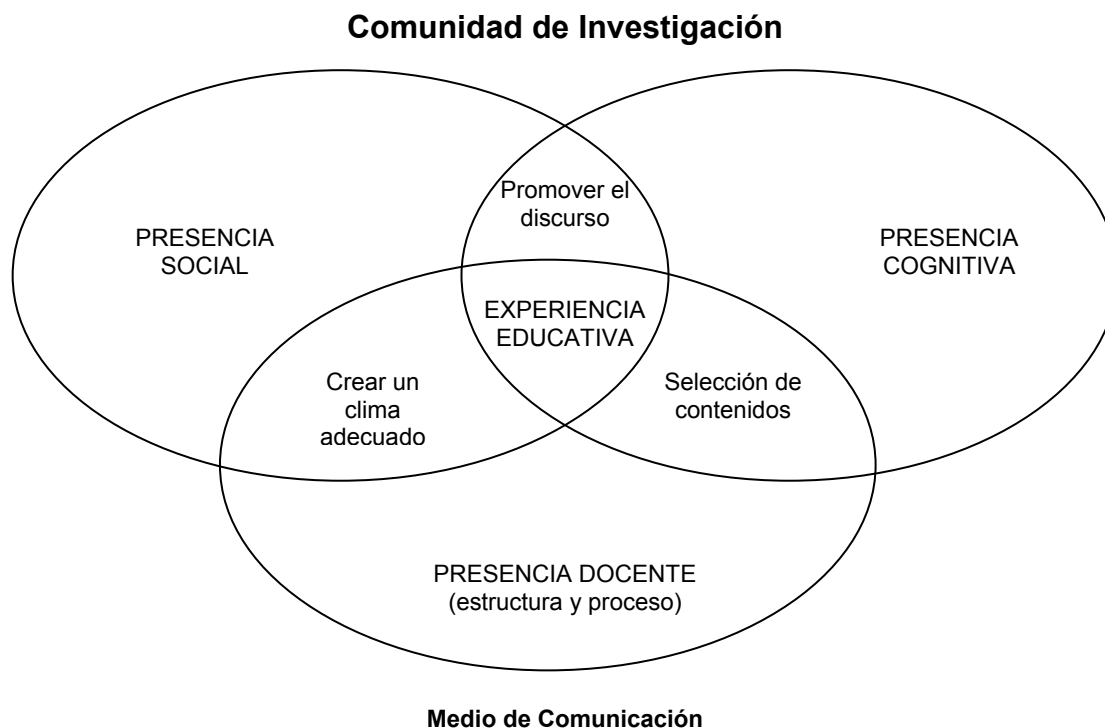 Comunidad de Investigación
Promover el
discurso
PRESENCIA
SOCIAL
PRESENCIA
COGNITIVA
EXPERIENCIA
EDUCATIVA
Crear un
clima
adecuado
Selección de
contenidos
PRESENCIA DOCENTE
(estructura y proceso)
Medio de Comunicación